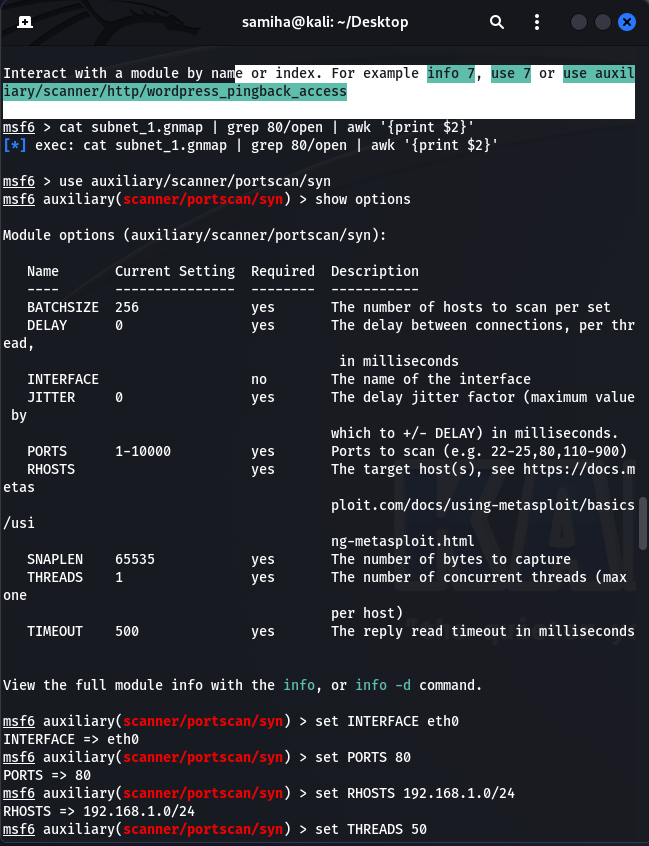 samiha@kali: ~/Desktop
Interact with a module by name or index. For example info 7, use 7 or use auxil
iary/scanner/http/wordpress_pingback_access
msf6 > cat subnet_1.gnmap | grep 80/open | awk '{print $2}'
[*] exec: cat subnet_1.gnmap | grep 80/open | awk '{print $2}'
msf6 > use auxiliary/scanner/portscan/syn
msf6 auxiliary(scanner/portscan/syn) > show options
Module options (auxiliary/scanner/portscan/syn):
Name Current Setting Required Description
---- --------------- -------- -----------
BATCHSIZE 256 yes The number of hosts to scan per set
DELAY 0 yes The delay between connections, per thr
ead,
in milliseconds
INTERFACE no The name of the interface
JITTER 0 yes The delay jitter factor (maximum value
by
which to +/- DELAY) in milliseconds.
PORTS 1-10000 yes Ports to scan (e.g. 22-25,80,110-900)
RHOSTS yes The target host(s), see https://docs.m
etas
ploit.com/docs/using-metasploit/basics
/usi
ng-metasploit.html
SNAPLEN 65535 yes The number of bytes to capture
THREADS 1 yes The number of concurrent threads (max
one
per host)
TIMEOUT 500 yes The reply read timeout in milliseconds
View the full module info with the info, or info -d command.
msf6 auxiliary(scanner/portscan/syn) > set INTERFACE eth0
INTERFACE => eth0
msf6 auxiliary(scanner/portscan/syn) > set PORTS 80
PORTS => 80
msf6 auxiliary(scanner/portscan/syn) > set RHOSTS 192.168.1.0/24
RHOSTS => 192.168.1.0/24
msf6 auxiliary(scanner/portscan/syn) > set THREADS 50